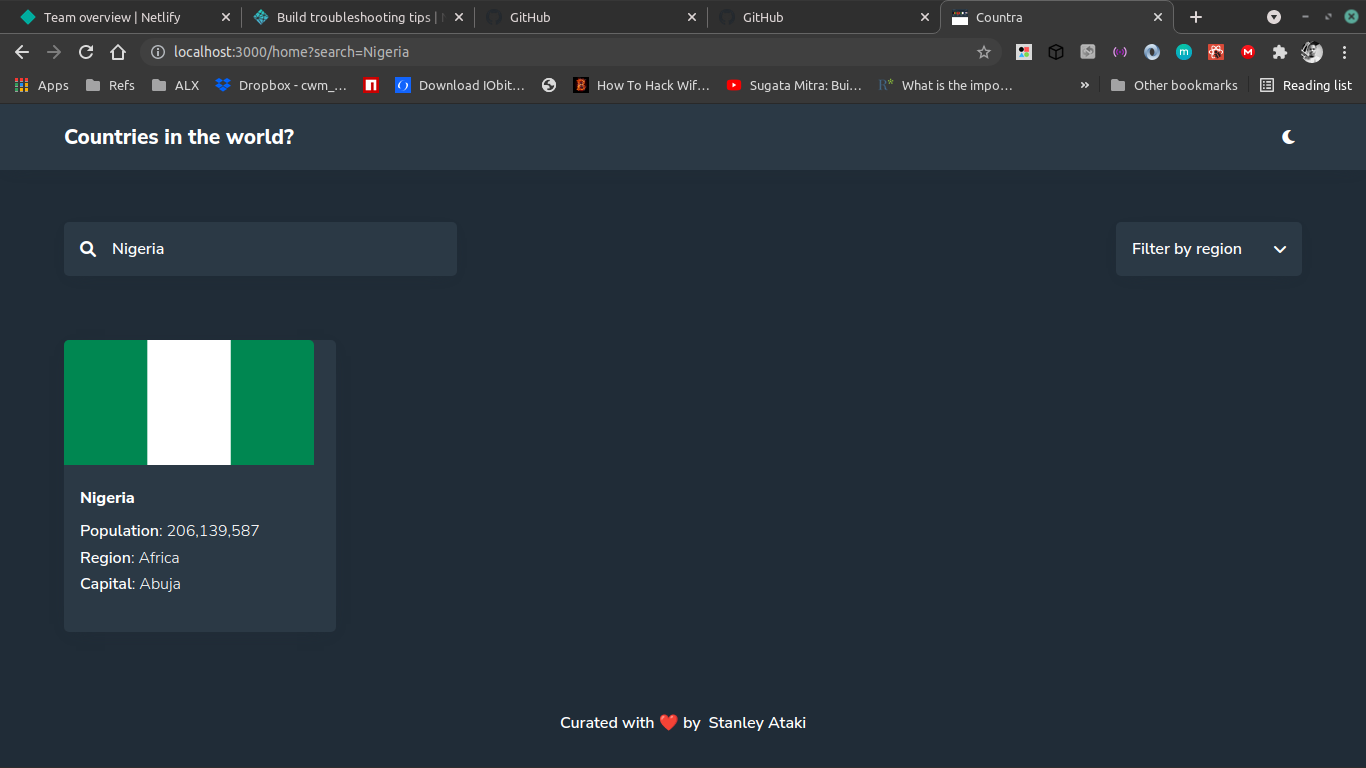 Team overview | Netlify
Build troubleshooting tips |
GitHub
GitHub
Countra
localhost:3000/home?search=Nigeria
Apps
Refs
ALX
Dropbox - cwm_...
Download IObit...
How To Hack Wif...
Sugata Mitra: Bui...
What is the impo...
»
Other bookmarks
Reading list
Countries in the world?
Nigeria
Filter by region
Nigeria
Population: 206,139,587
Region: Africa
Capital: Abuja
Curated with ❤️ by Stanley Ataki